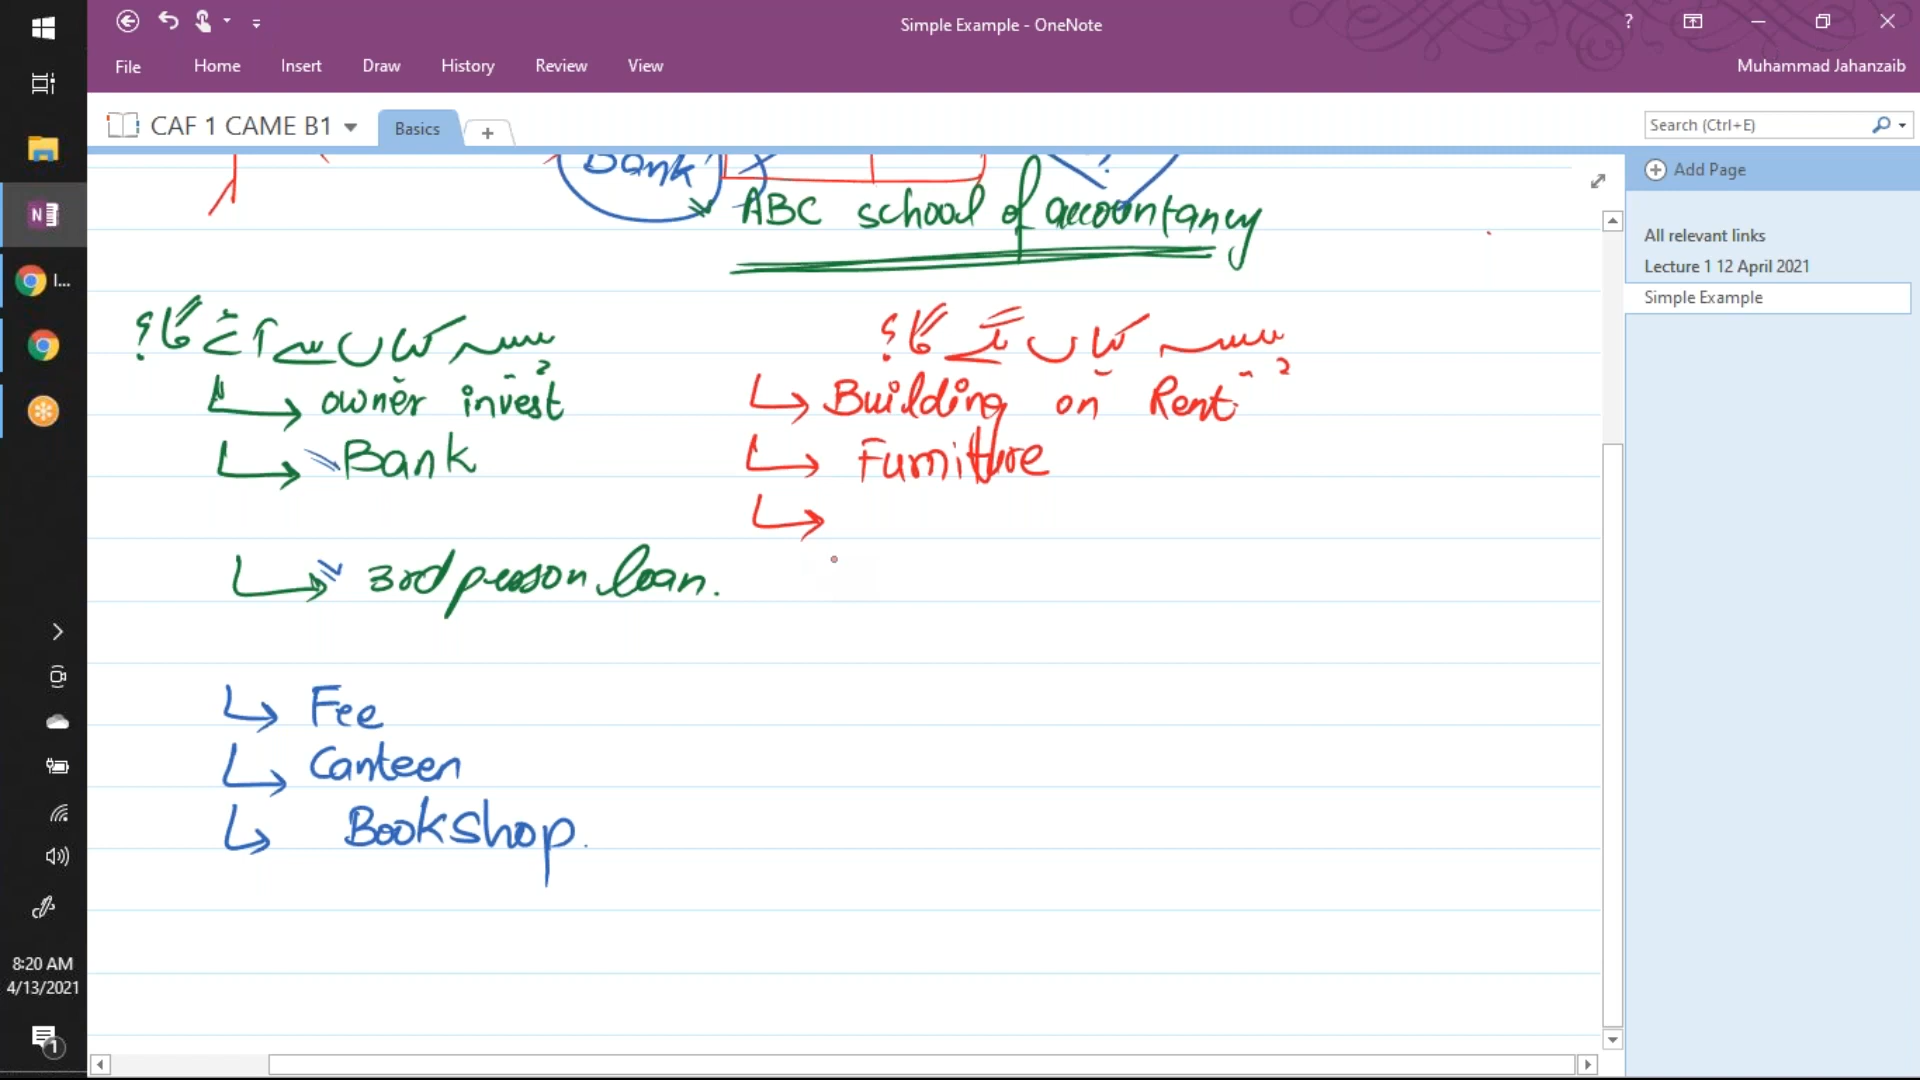 Simple Example - OneNote
?
File Home Insert Draw History Review View
Muhammad Jahanzaib
CAF 1 CAME B1
Basics
+
Search (Ctrl+E)
Add Page
All relevant links
Lecture 1 12 April 2021
Simple Example
Bank
?
ABC school of accountancy
پیسہ کہاں سے آئے گا؟
owner invest
Bank
3rd person loan.
Fee
Canteen
Bookshop.
پیسہ کہاں لگے گا؟
Building on Rent
Furniture
I...
8:20 AM
4/13/2021
1